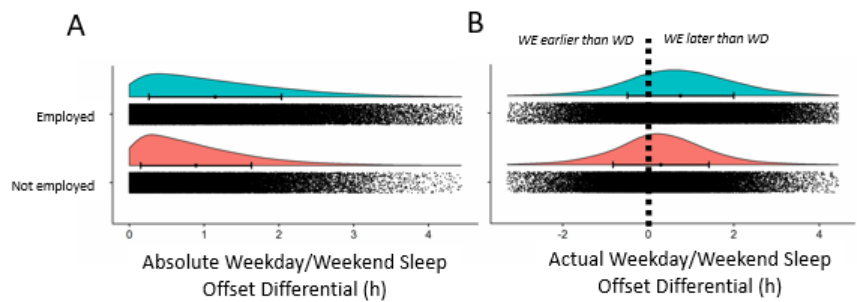 A
B
WE earlier than WD
WE later than WD
Employed
Not employed
0
1
2
3
4
-2
0
2
4
Absolute Weekday/Weekend Sleep
Offset Differential (h)
Actual Weekday/Weekend Sleep
Offset Differential (h)